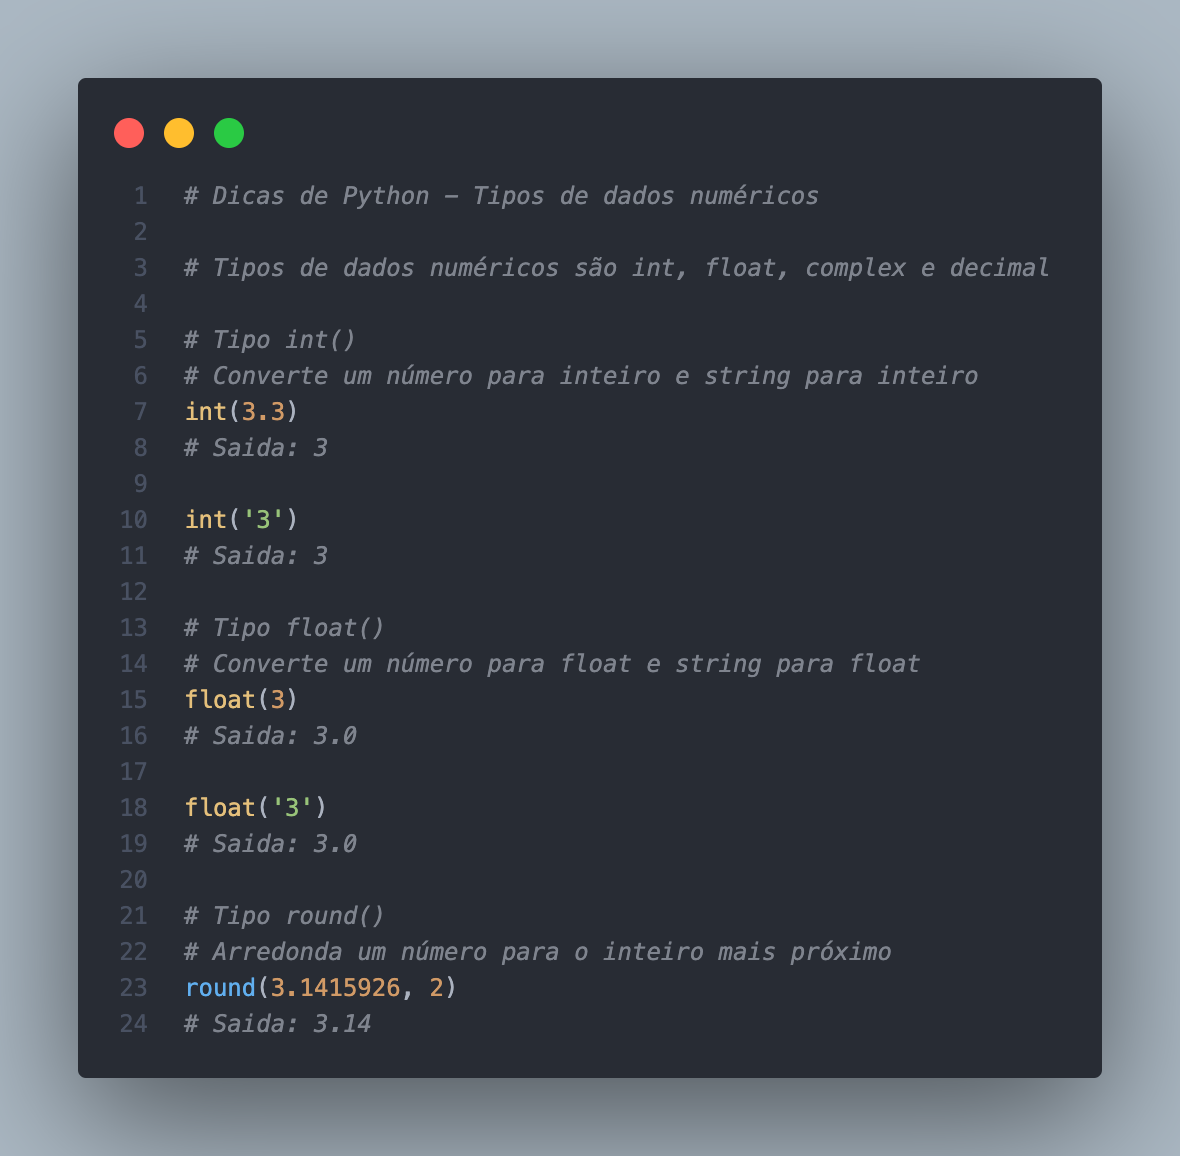 1 # Dicas de Python - Tipos de dados numéricos
2
3 # Tipos de dados numéricos são int, float, complex e decimal
4
5 # Tipo int()
6 # Converte um número para inteiro e string para inteiro
7 int(3.3)
8 # Saida: 3
9
10 int('3')
11 # Saida: 3
12
13 # Tipo float()
14 # Converte um número para float e string para float
15 float(3)
16 # Saida: 3.0
17
18 float('3')
19 # Saida: 3.0
20
21 # Tipo round()
22 # Arredonda um número para o inteiro mais próximo
23 round(3.1415926, 2)
24 # Saida: 3.14